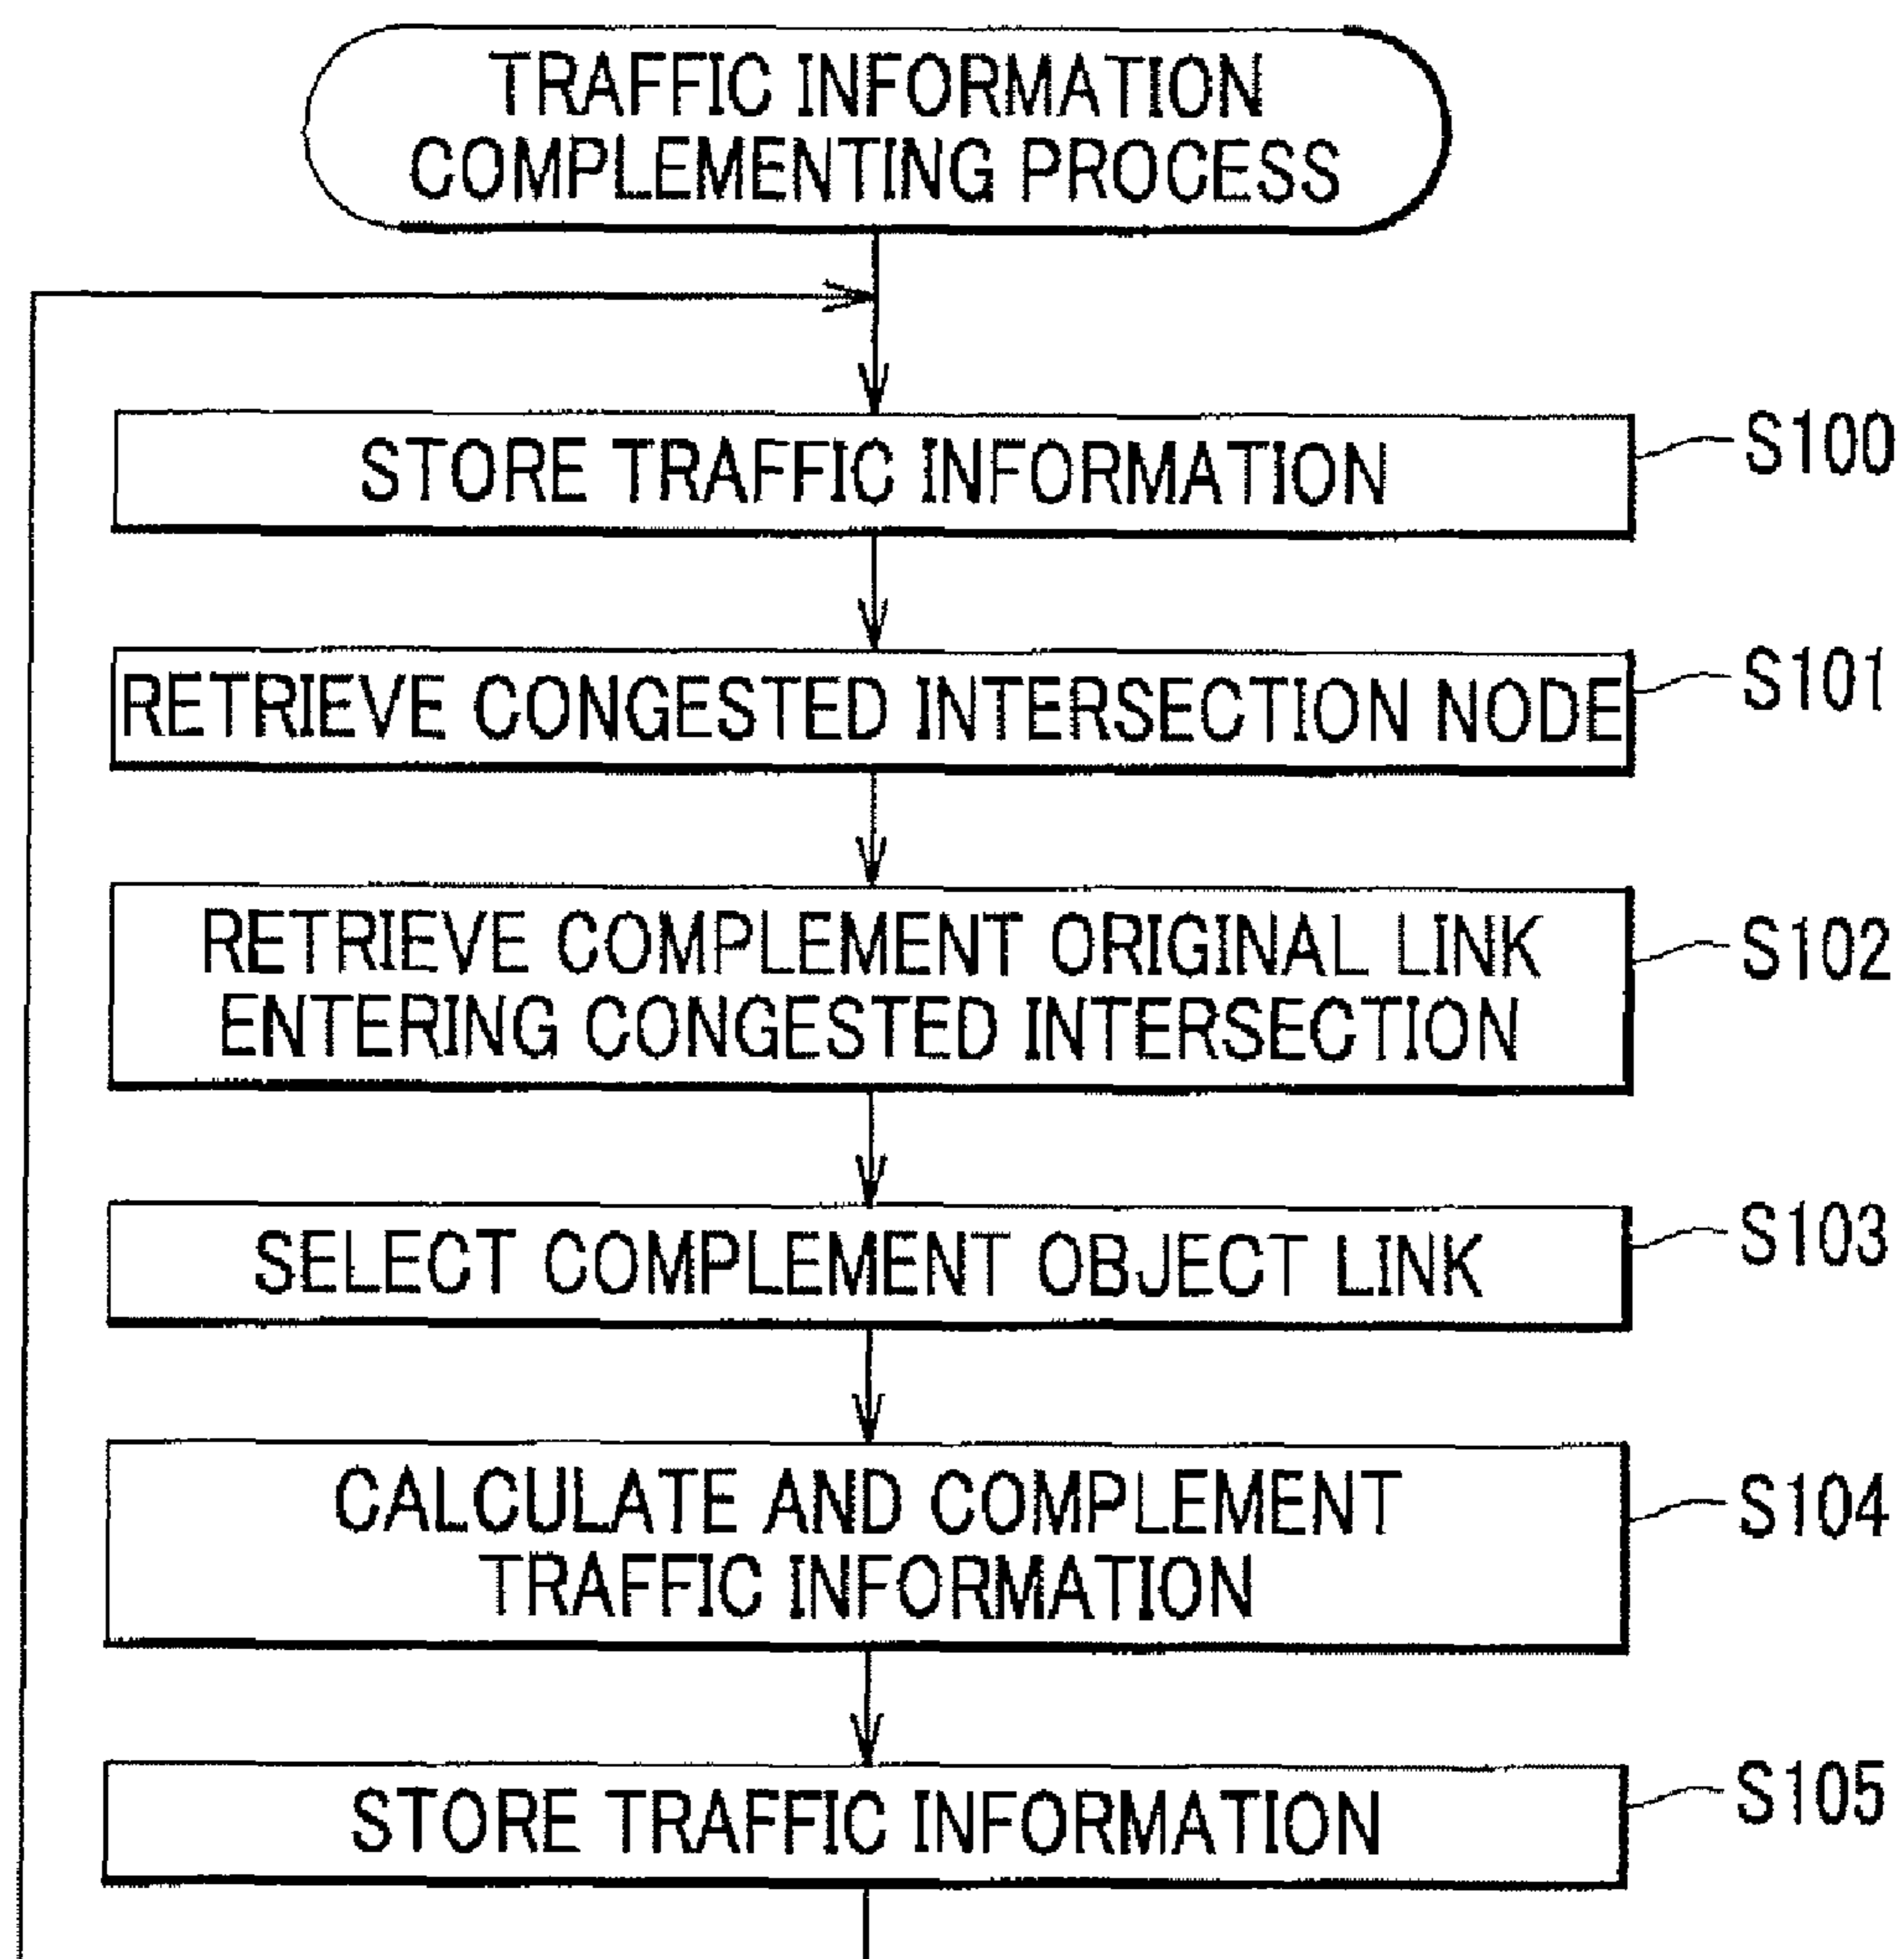 TRAFFIC INFORMATION
COMPLEMENTING PROCESS
STORE TRAFFIC INFORMATION
S100
RETRIEVE CONGESTED INTERSECTION NODE
S101
RETRIEVE COMPLEMENT ORIGINAL LINK
ENTERING CONGESTED INTERSECTION
S102
SELECT COMPLEMENT OBJECT LINK
S103
CALCULATE AND COMPLEMENT
TRAFFIC INFORMATION
S104
STORE TRAFFIC INFORMATION
S105